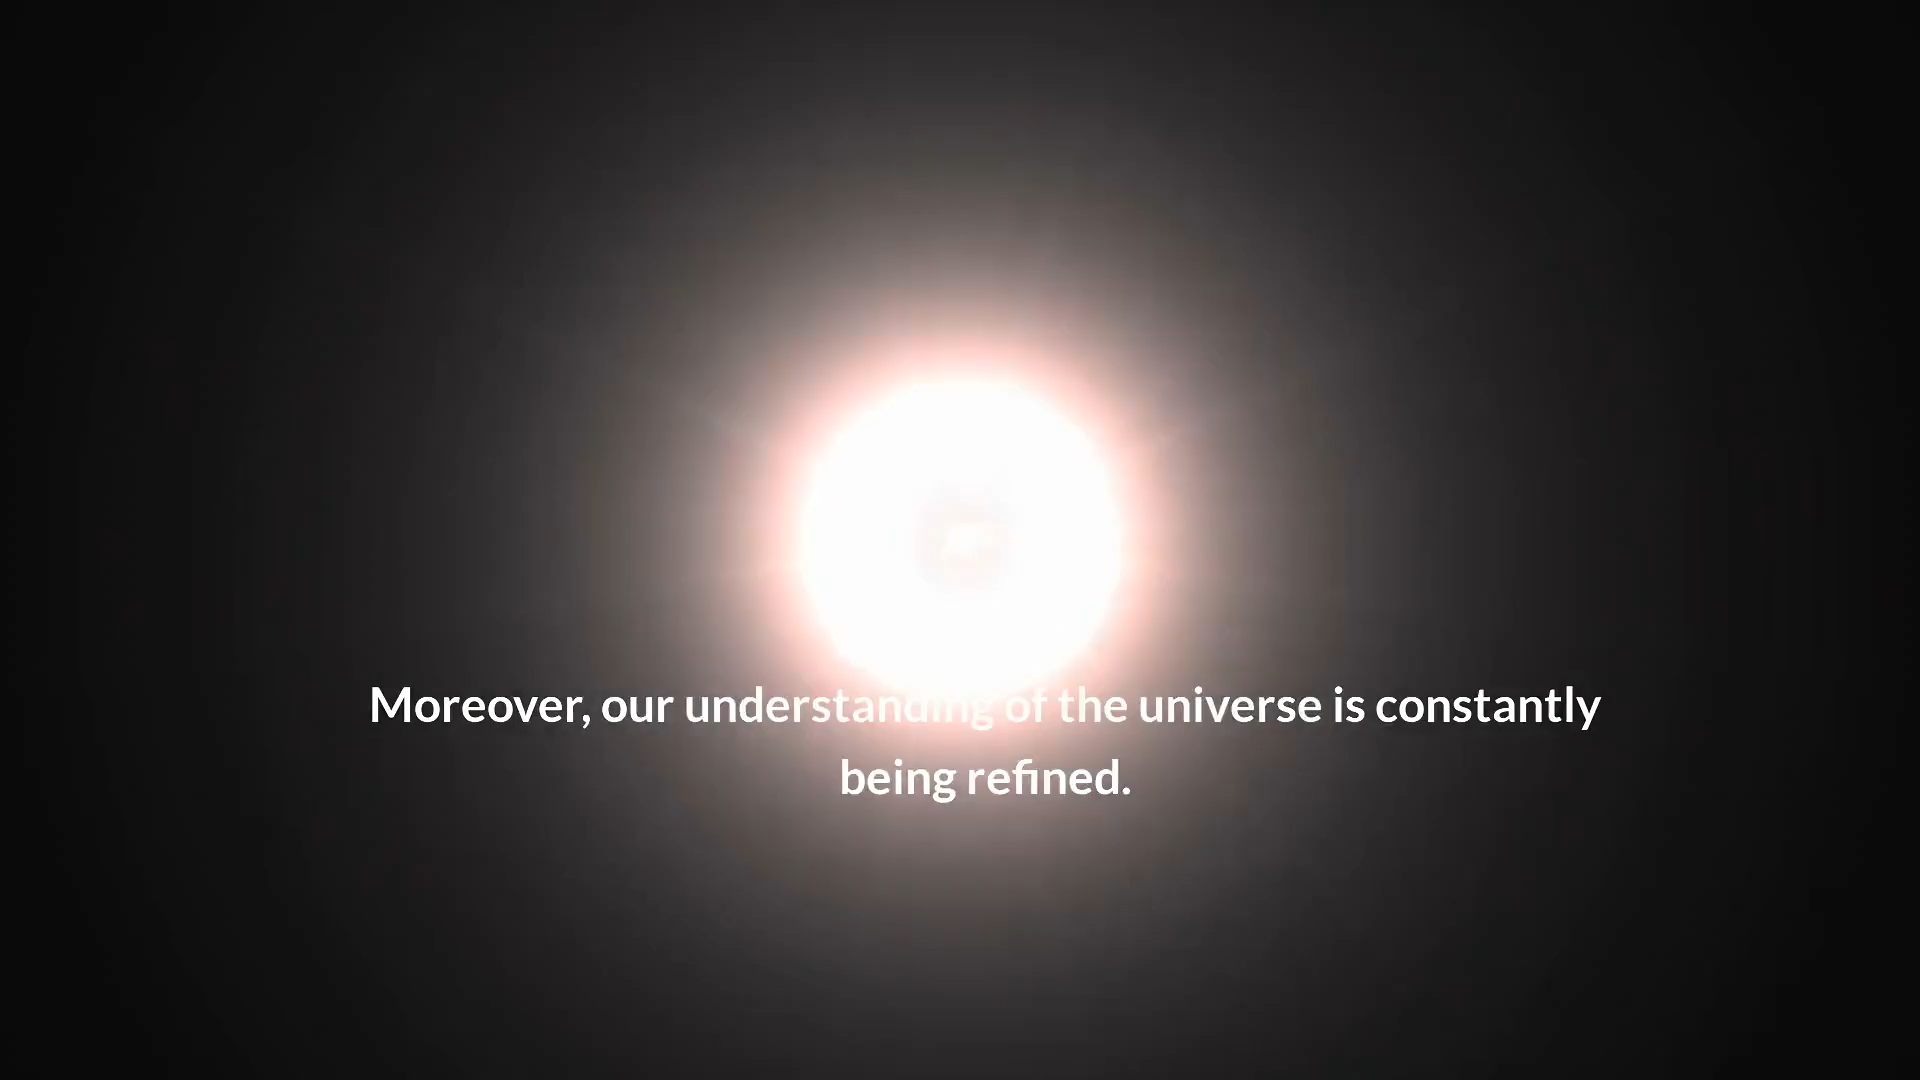 Moreover, our understanding of the universe is constantly
being refined.